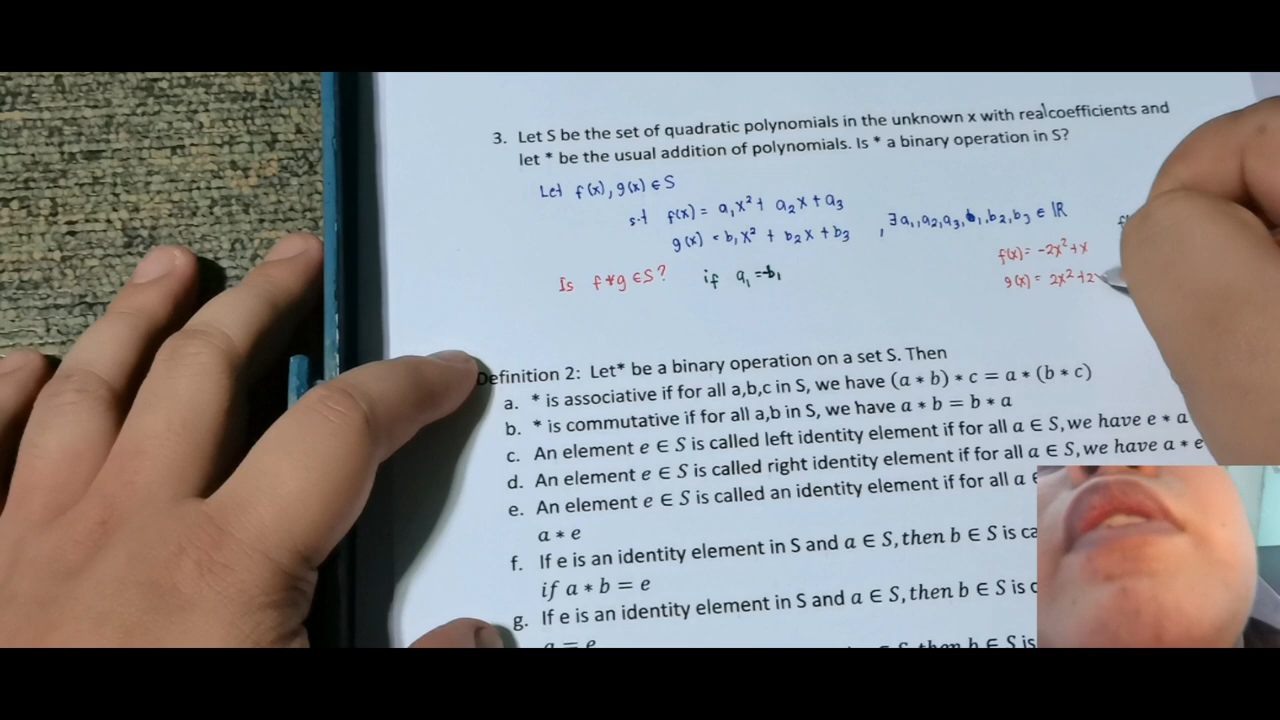 3. Let S be the set of quadratic polynomials in the unknown x with real coefficients and
let * be the usual addition of polynomials. Is * a binary operation in S?
Let f(x), g(x) ∈ S
s.t f(x) = a₁x² + a₂x + a₃
g(x) = b₁x² + b₂x + b₃ , ∃ a₁, a₂, a₃, b₁, b₂, b₃ ∈ ℝ
f(x) = -2x² + x
Is f*g ∈ S? if a₁ = -b₁
g(x) = 2x² + 2
Definition 2: Let* be a binary operation on a set S. Then
a. * is associative if for all a,b,c in S, we have (a * b) * c = a * (b * c)
b. * is commutative if for all a,b in S, we have a * b = b * a
c. An element e ∈ S is called left identity element if for all a ∈ S, we have e * a
d. An element e ∈ S is called right identity element if for all a ∈ S, we have a * e
e. An element e ∈ S is called an identity element if for all a ∈
a * e
f. If e is an identity element in S and a ∈ S, then b ∈ S is
if a * b = e
g. If e is an identity element in S and a ∈ S, then b ∈ S is
a = e
then b ∈ S is